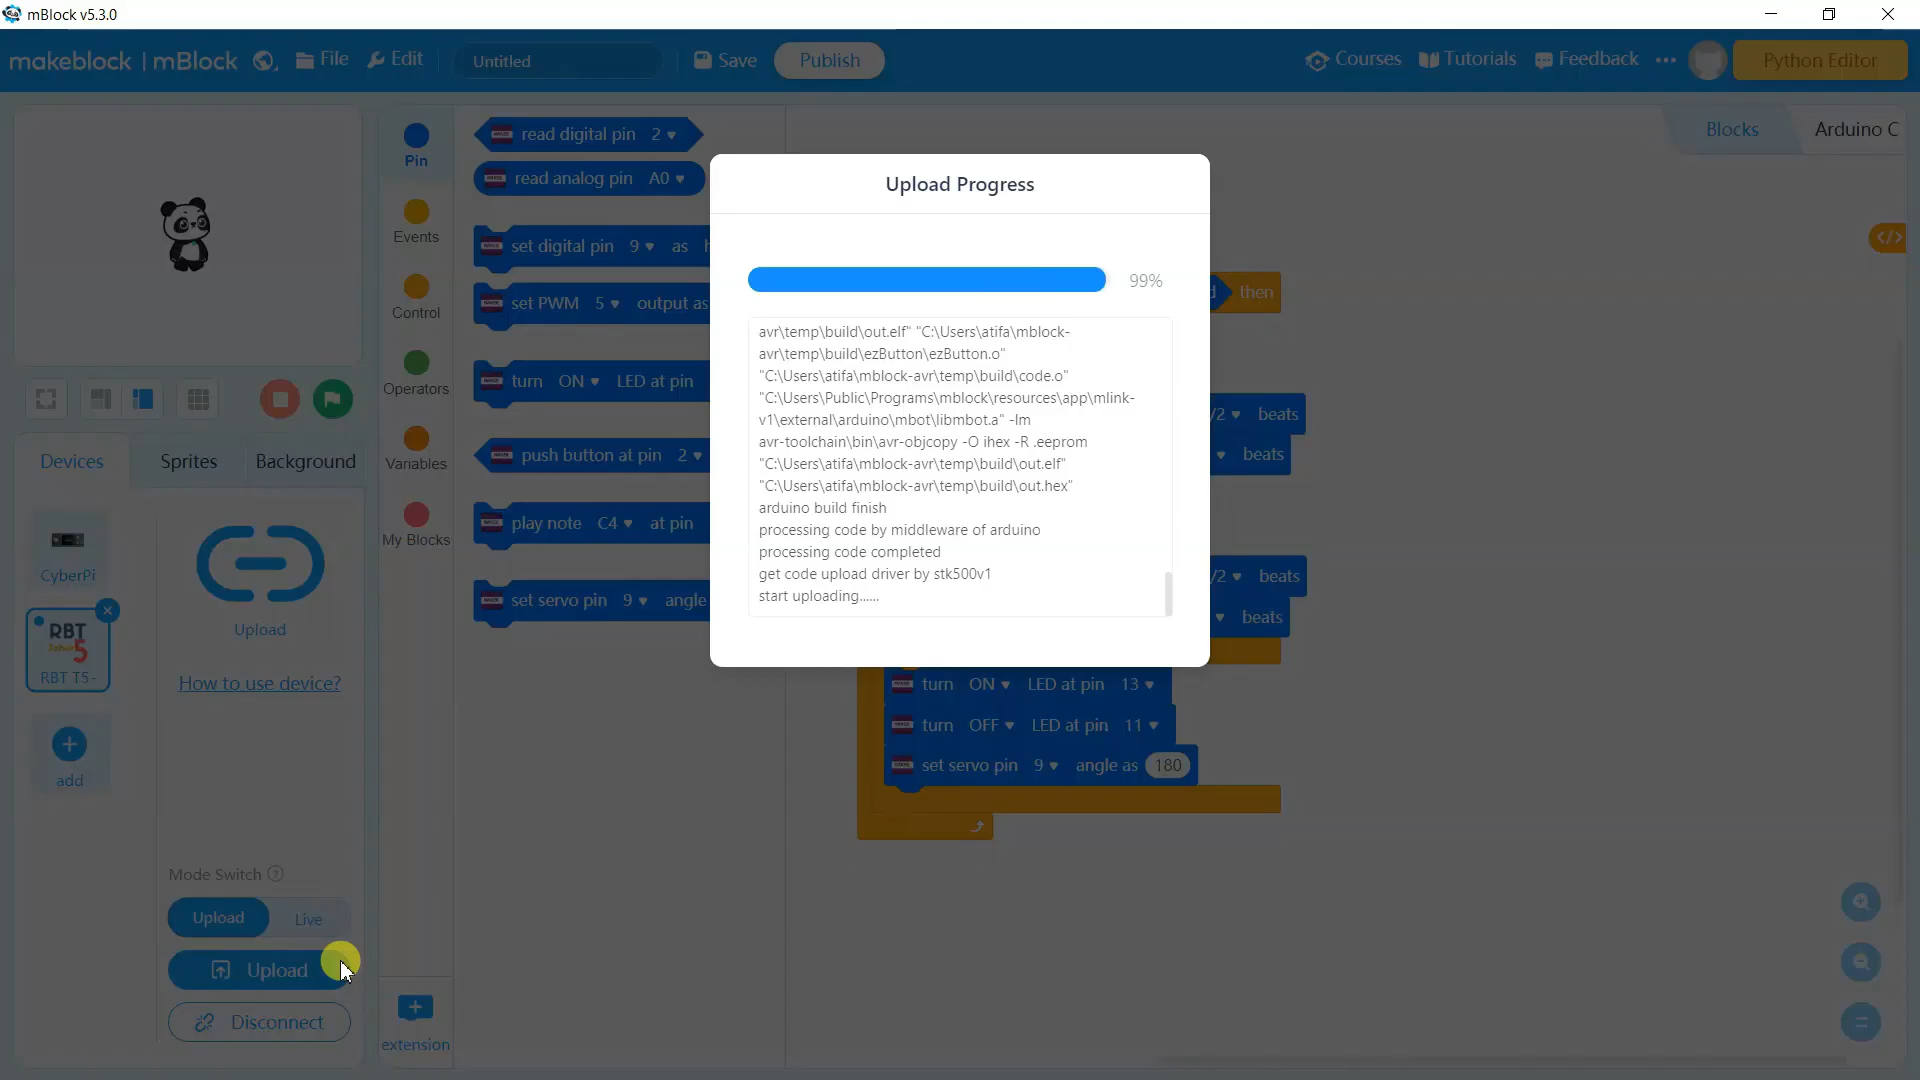 mBlock v5.3.0
makeblock | mBlock File Edit Untitled Save Publish Courses Tutorials Feedback Python Editor
Blocks Arduino C
Pin
Events
Control
Operators
Variables
My Blocks
extension
read digital pin 2
read analog pin A0
set digital pin 9 as
set PWM 5 output as
turn ON LED at pin
push button at pin 2
play note C4 at pin
set servo pin 9 angle
Upload Progress
99%
avr\temp\build\out.elf" "C:\Users\atifa\mblock-
avr\temp\build\ezButton\ezButton.o"
"C:\Users\atifa\mblock-avr\temp\build\code.o"
"C:\Users\Public\Programs\mblock\resources\app\mlink-
v1\external\arduino\mbot\libmbot.a" -lm
avr-toolchain\bin\avr-objcopy -O ihex -R .eeprom
"C:\Users\atifa\mblock-avr\temp\build\out.elf"
"C:\Users\atifa\mblock-avr\temp\build\out.hex"
arduino build finish
processing code by middleware of arduino
processing code completed
get code upload driver by stk500v1
start uploading......
then
/2 beats
beats
/2 beats
beats
turn ON LED at pin 13
turn OFF LED at pin 11
set servo pin 9 angle as 180
Devices Sprites Background
CyberPi
RBT
5
RBT T5-
add
Upload
How to use device?
Mode Switch ?
Upload Live
Upload
Disconnect